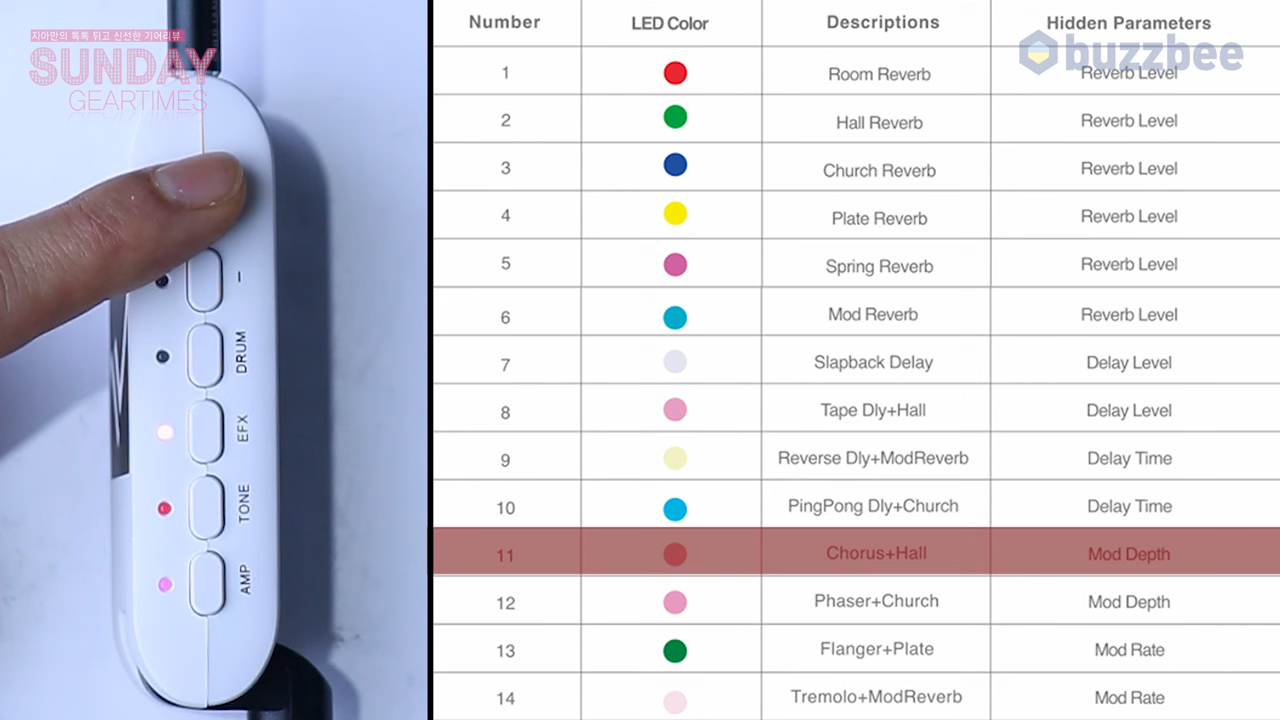 지아만의 톡톡 튀고 신선한 기어리뷰
SUNDAY
GEARTIMES
buzzbee
–
DRUM
EFX
TONE
AMP
Number LED Color Descriptions Hidden Parameters
1 Room Reverb Reverb Level
2 Hall Reverb Reverb Level
3 Church Reverb Reverb Level
4 Plate Reverb Reverb Level
5 Spring Reverb Reverb Level
6 Mod Reverb Reverb Level
7 Slapback Delay Delay Level
8 Tape Dly+Hall Delay Level
9 Reverse Dly+ModReverb Delay Time
10 PingPong Dly+Church Delay Time
11 Chorus+Hall Mod Depth
12 Phaser+Church Mod Depth
13 Flanger+Plate Mod Rate
14 Tremolo+ModReverb Mod Rate